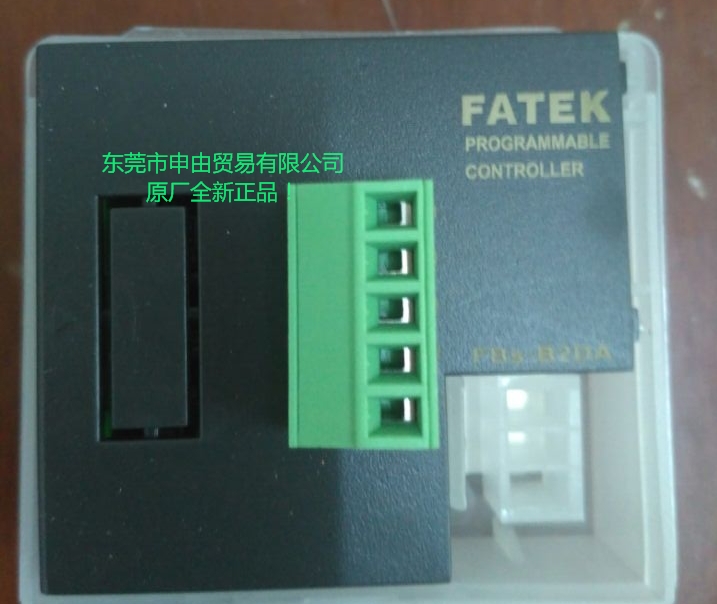 FATEK
PROGRAMMABLE
CONTROLLER
东莞市申由贸易有限公司
原厂全新正品！
FBs-B2DA